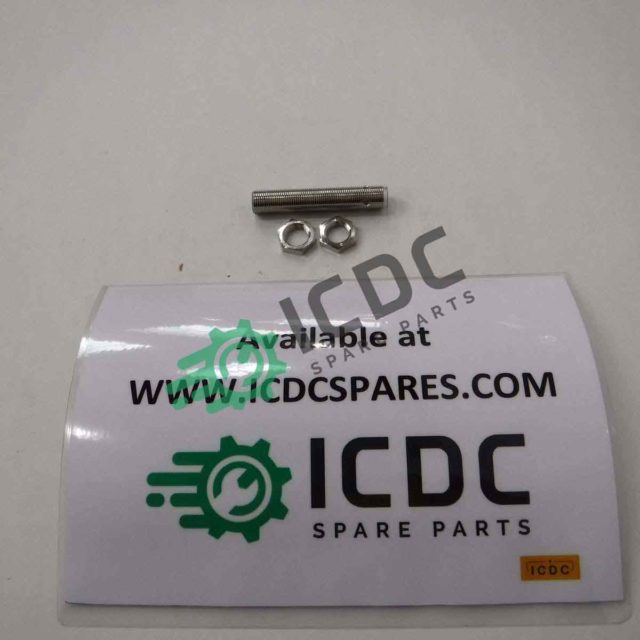 ICDC
SPARE PARTS
Available at
WWW.ICDCSPARES.COM
ICDC
SPARE PARTS
ICDC